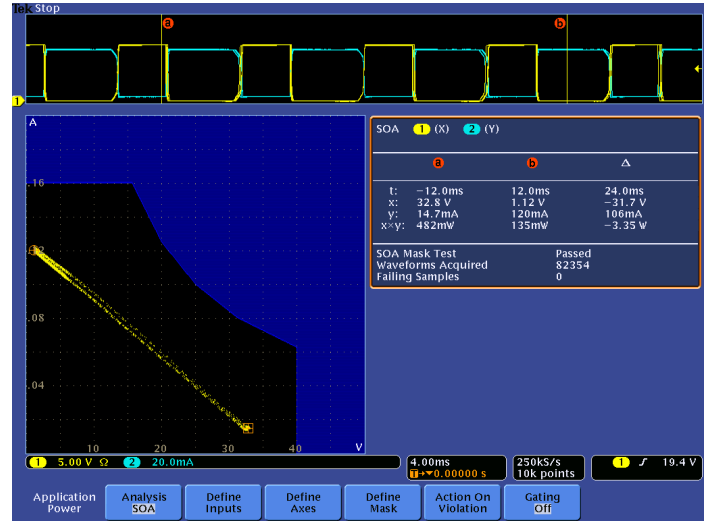 Tek Stop
a b
1
A
.16
.12
.08
.04
10 20 30 40 V
SOA 1 (X) 2 (Y)
a b Δ
t: −12.0ms 12.0ms 24.0ms
x: 32.8 V 1.12 V −31.7 V
y: 14.7mA 120mA 106mA
x×y: 482mW 135mW −3.35 W
SOA Mask Test Passed
Waveforms Acquired 82354
Failing Samples 0
1 5.00 V Ω 2 20.0mA
4.00ms
T→▼0.00000 s
250kS/s
10k points
1 ∫ 19.4 V
Application Power
Analysis SOA
Define Inputs
Define Axes
Define Mask
Action On Violation
Gating Off